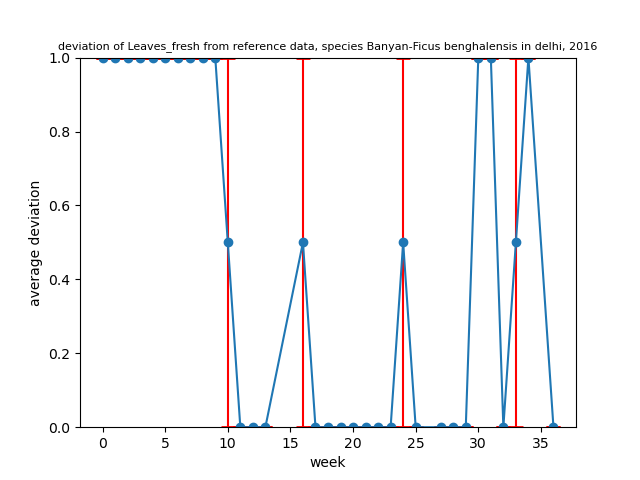 deviation of Leaves_fresh from reference data, species Banyan-Ficus benghalensis in delhi, 2016
1.0
0.8
0.6
0.4
0.2
0.0
average deviation
0 5 10 15 20 25 30 35
week